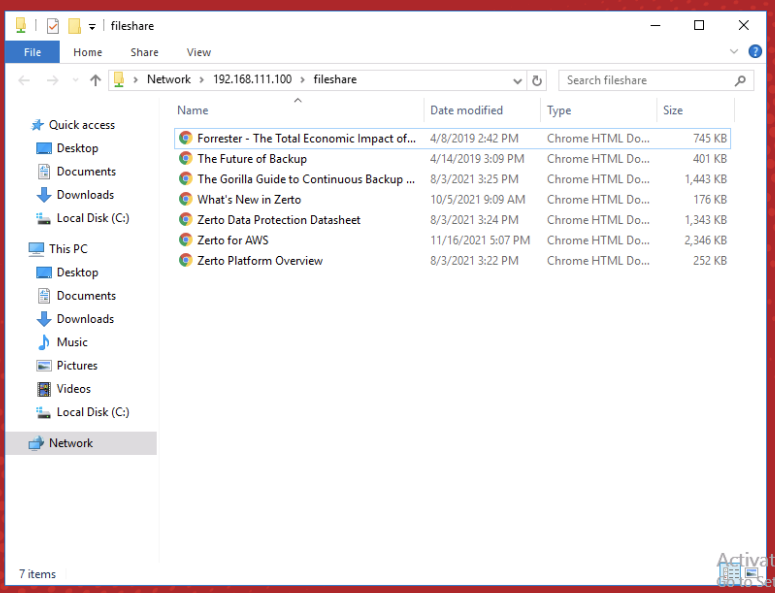 fileshare
File Home Share View
Network 192.168.111.100 fileshare Search fileshare
Name Date modified Type Size
Quick access
Desktop
Documents
Downloads
Local Disk (C:)
This PC
Desktop
Documents
Downloads
Music
Pictures
Videos
Local Disk (C:)
Network
Forrester - The Total Economic Impact of... 4/8/2019 2:42 PM Chrome HTML Do... 745 KB
The Future of Backup 4/14/2019 3:09 PM Chrome HTML Do... 401 KB
The Gorilla Guide to Continuous Backup ... 8/3/2021 3:25 PM Chrome HTML Do... 1,443 KB
What's New in Zerto 10/5/2021 9:09 AM Chrome HTML Do... 176 KB
Zerto Data Protection Datasheet 8/3/2021 3:24 PM Chrome HTML Do... 1,343 KB
Zerto for AWS 11/16/2021 5:07 PM Chrome HTML Do... 2,346 KB
Zerto Platform Overview 8/3/2021 3:22 PM Chrome HTML Do... 252 KB
7 items
Activat
Go to Set